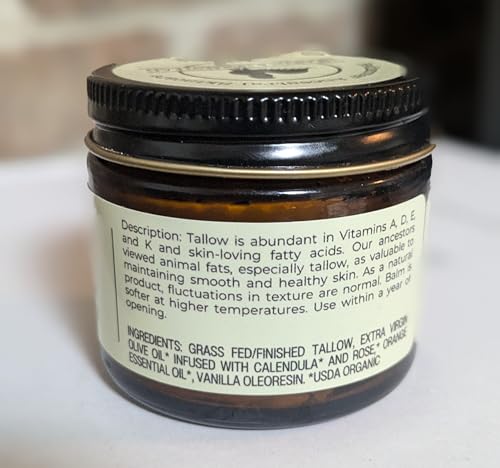 Description: Tallow is abundant in Vitamins A, D, E,
and K and skin-loving fatty acids. Our ancestors
viewed animal fats, especially tallow, as valuable to
maintaining smooth and healthy skin. As a natural
product, fluctuations in texture are normal. Balm is
softer at higher temperatures. Use within a year of
opening.
INGREDIENTS: GRASS FED/FINISHED TALLOW, EXTRA VIRGIN
OLIVE OIL* INFUSED WITH CALENDULA* AND ROSE,* ORANGE
ESSENTIAL OIL*, VANILLA OLEORESIN. *USDA ORGANIC